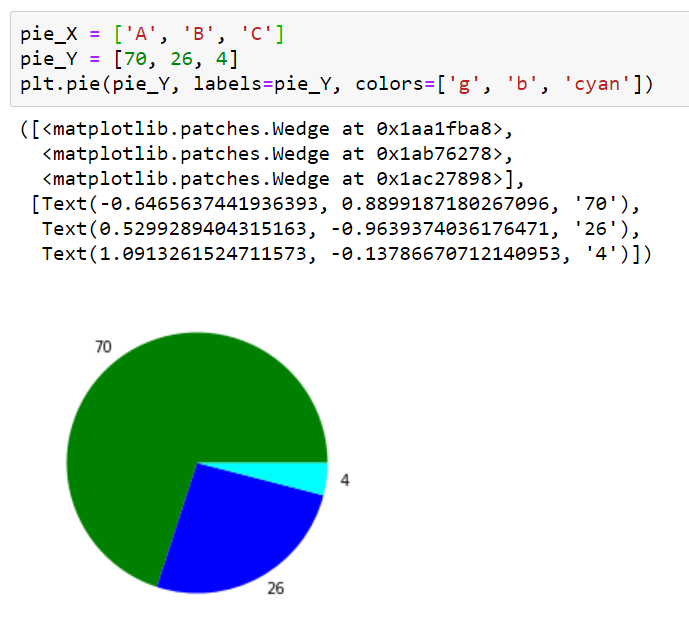 pie_X = ['A', 'B', 'C']
pie_Y = [70, 26, 4]
plt.pie(pie_Y, labels=pie_Y, colors=['g', 'b', 'cyan'])
([<matplotlib.patches.Wedge at 0x1aa1fba8>,
<matplotlib.patches.Wedge at 0x1ab76278>,
<matplotlib.patches.Wedge at 0x1ac27898>],
[Text(-0.6465637441936393, 0.8899187180267096, '70'),
Text(0.5299289404315163, -0.9639374036176471, '26'),
Text(1.0913261524711573, -0.13786670712140953, '4')])
70
4
26